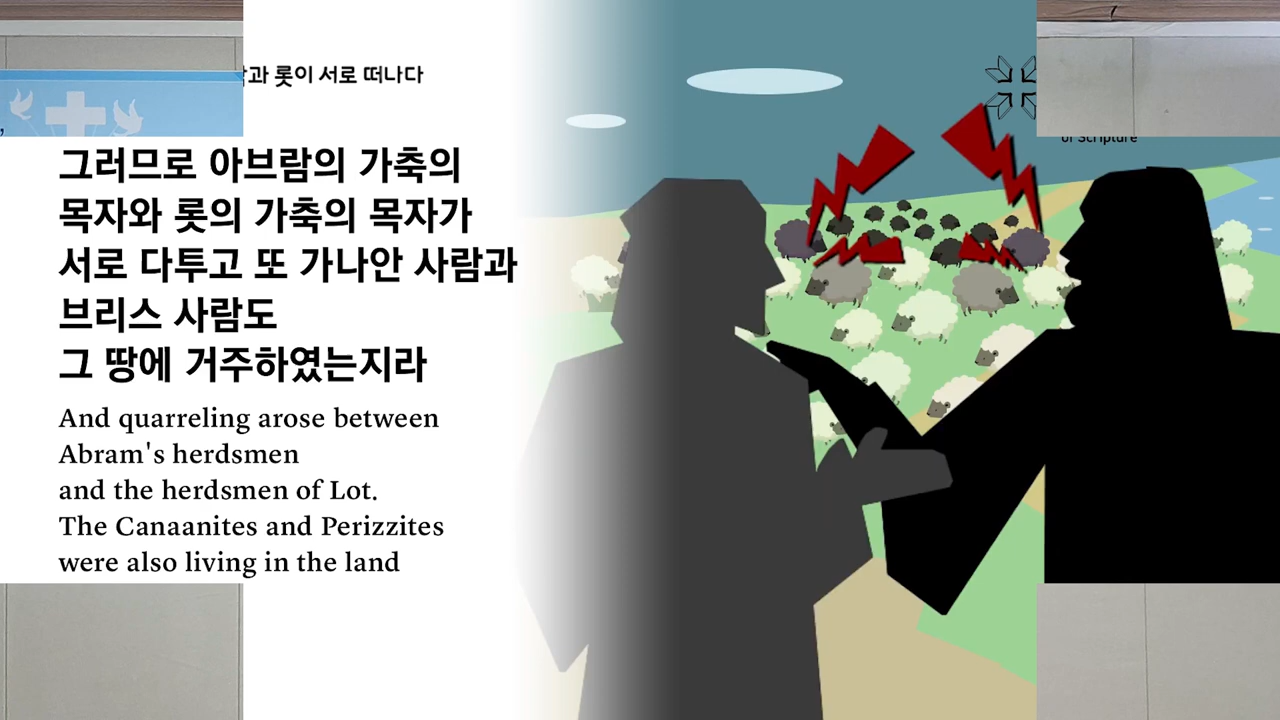 과 롯이 서로 떠나다
그러므로 아브람의 가축의
목자와 롯의 가축의 목자가
서로 다투고 또 가나안 사람과
브리스 사람도
그 땅에 거주하였는지라
And quarreling arose between
Abram's herdsmen
and the herdsmen of Lot.
The Canaanites and Perizzites
were also living in the land
of Scripture